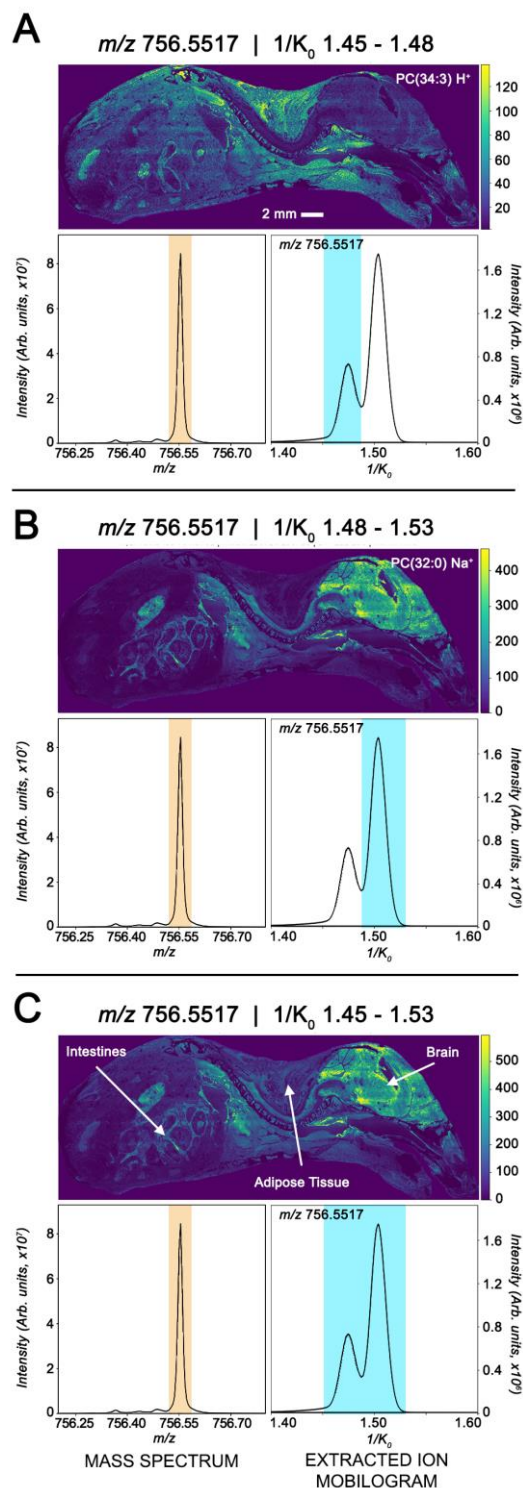 A
m/z 756.5517 | 1/K₀ 1.45 - 1.48
PC(34:3) H⁺
120
100
80
60
40
20
2 mm
m/z 756.5517
Intensity (Arb. units, x10⁷)
8
6
4
2
0
756.25 756.40 756.55 756.70
m/z
1.6
1.2
0.8
0.4
0
Intensity (Arb. units, x10⁶)
1.40 1.50 1.60
1/K₀
B
m/z 756.5517 | 1/K₀ 1.48 - 1.53
PC(32:0) Na⁺
400
300
200
100
0
m/z 756.5517
Intensity (Arb. units, x10⁷)
8
6
4
2
0
756.25 756.40 756.55 756.70
m/z
1.6
1.2
0.8
0.4
0
Intensity (Arb. units, x10⁶)
1.40 1.50 1.60
1/K₀
C
m/z 756.5517 | 1/K₀ 1.45 - 1.53
Intestines
Brain
Adipose Tissue
500
400
300
200
100
0
m/z 756.5517
Intensity (Arb. units, x10⁷)
8
6
4
2
0
756.25 756.40 756.55 756.70
m/z
1.6
1.2
0.8
0.4
0
Intensity (Arb. units, x10⁶)
1.40 1.50 1.60
1/K₀
MASS SPECTRUM
EXTRACTED ION
MOBILOGRAM